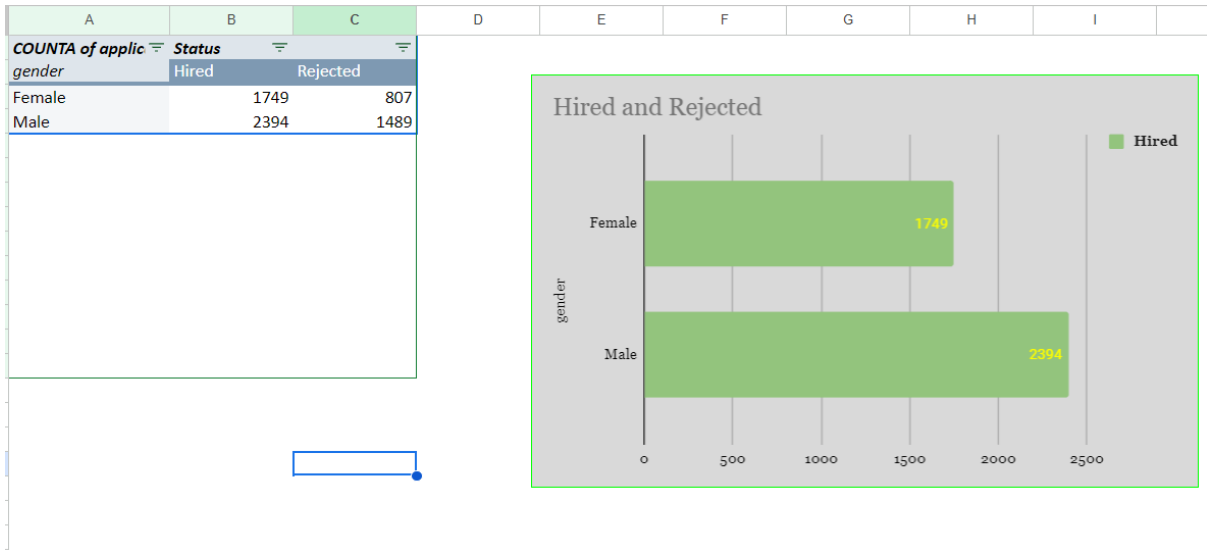 A B C D E F G H I
COUNTA of applic Status
gender Hired Rejected
Female 1749 807
Male 2394 1489
Hired and Rejected
Hired
Female 1749
gender
Male 2394
0 500 1000 1500 2000 2500